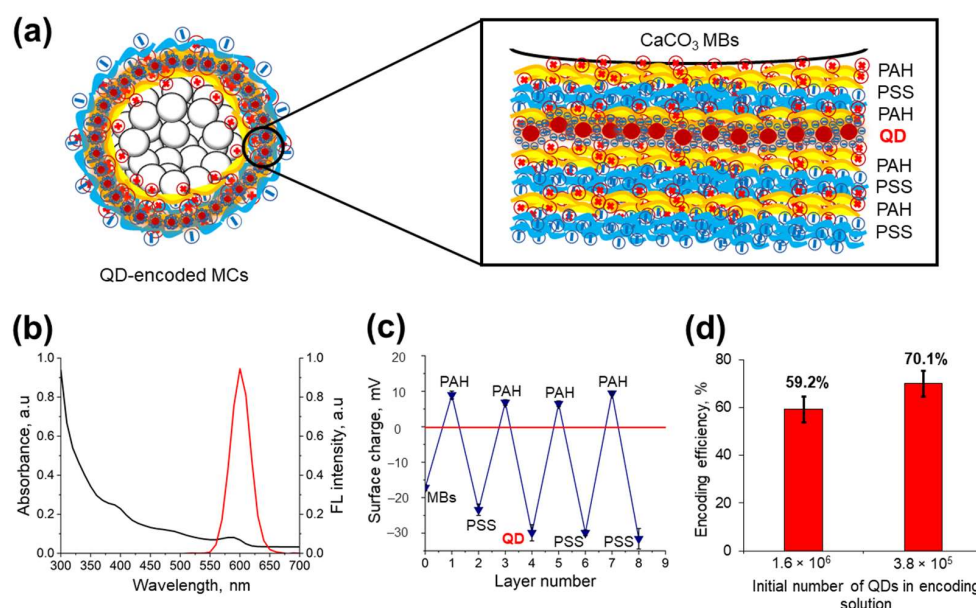 (a)
CaCO₃ MBs
PAH
PSS
PAH
QD
PAH
PSS
PAH
PSS
QD-encoded MCs
(b)
Absorbance, a.u
1.0
0.8
0.6
0.4
0.2
0.0
1.0
0.8
0.6
0.4
0.2
0.0
FL intensity, a.u
300 350 400 450 500 550 600 650 700
Wavelength, nm
(c)
Surface charge, mV
20
10
0
–10
–20
–30
PAH PAH PAH PAH
MBs
PSS
QD
PSS
PSS
0 1 2 3 4 5 6 7 8 9
Layer number
(d)
Encoding efficiency, %
80
60
40
20
0
59.2%
70.1%
1.6 × 10⁶ 3.8 × 10⁵
Initial number of QDs in encoding
solution